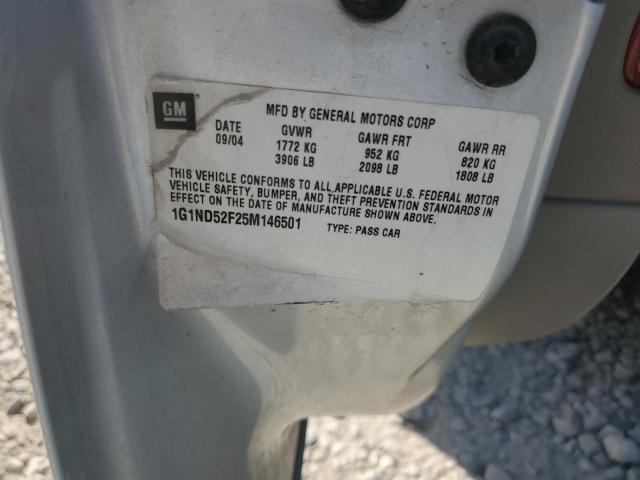 GM
MFD BY GENERAL MOTORS CORP
DATE GVWR GAWR FRT GAWR RR
09/04 1772 KG 952 KG 820 KG
3906 LB 2098 LB 1808 LB
THIS VEHICLE CONFORMS TO ALL APPLICABLE U.S. FEDERAL MOTOR
VEHICLE SAFETY, BUMPER, AND THEFT PREVENTION STANDARDS IN
EFFECT ON THE DATE OF MANUFACTURE SHOWN ABOVE.
1G1ND52F25M146501 TYPE: PASS CAR